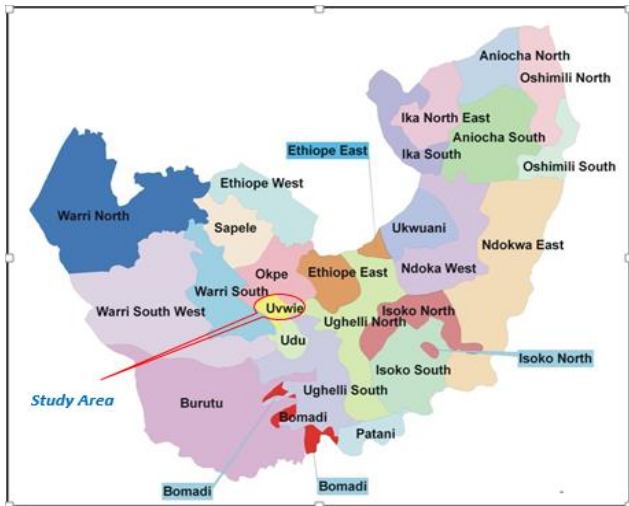 Aniocha North
Oshimili North
Ika North East
Aniocha South
Ethiope East
Ika South
Oshimili South
Ethiope West
Warri North
Sapele
Ukwuani
Ndokwa East
Okpe
Ethiope East
Ndoka West
Warri South
Warri South West
Uvwie
Isoko North
Ughelli North
Udu
Isoko North
Isoko South
Study Area
Ughelli South
Burutu
Bomadi
Patani
Bomadi
Bomadi